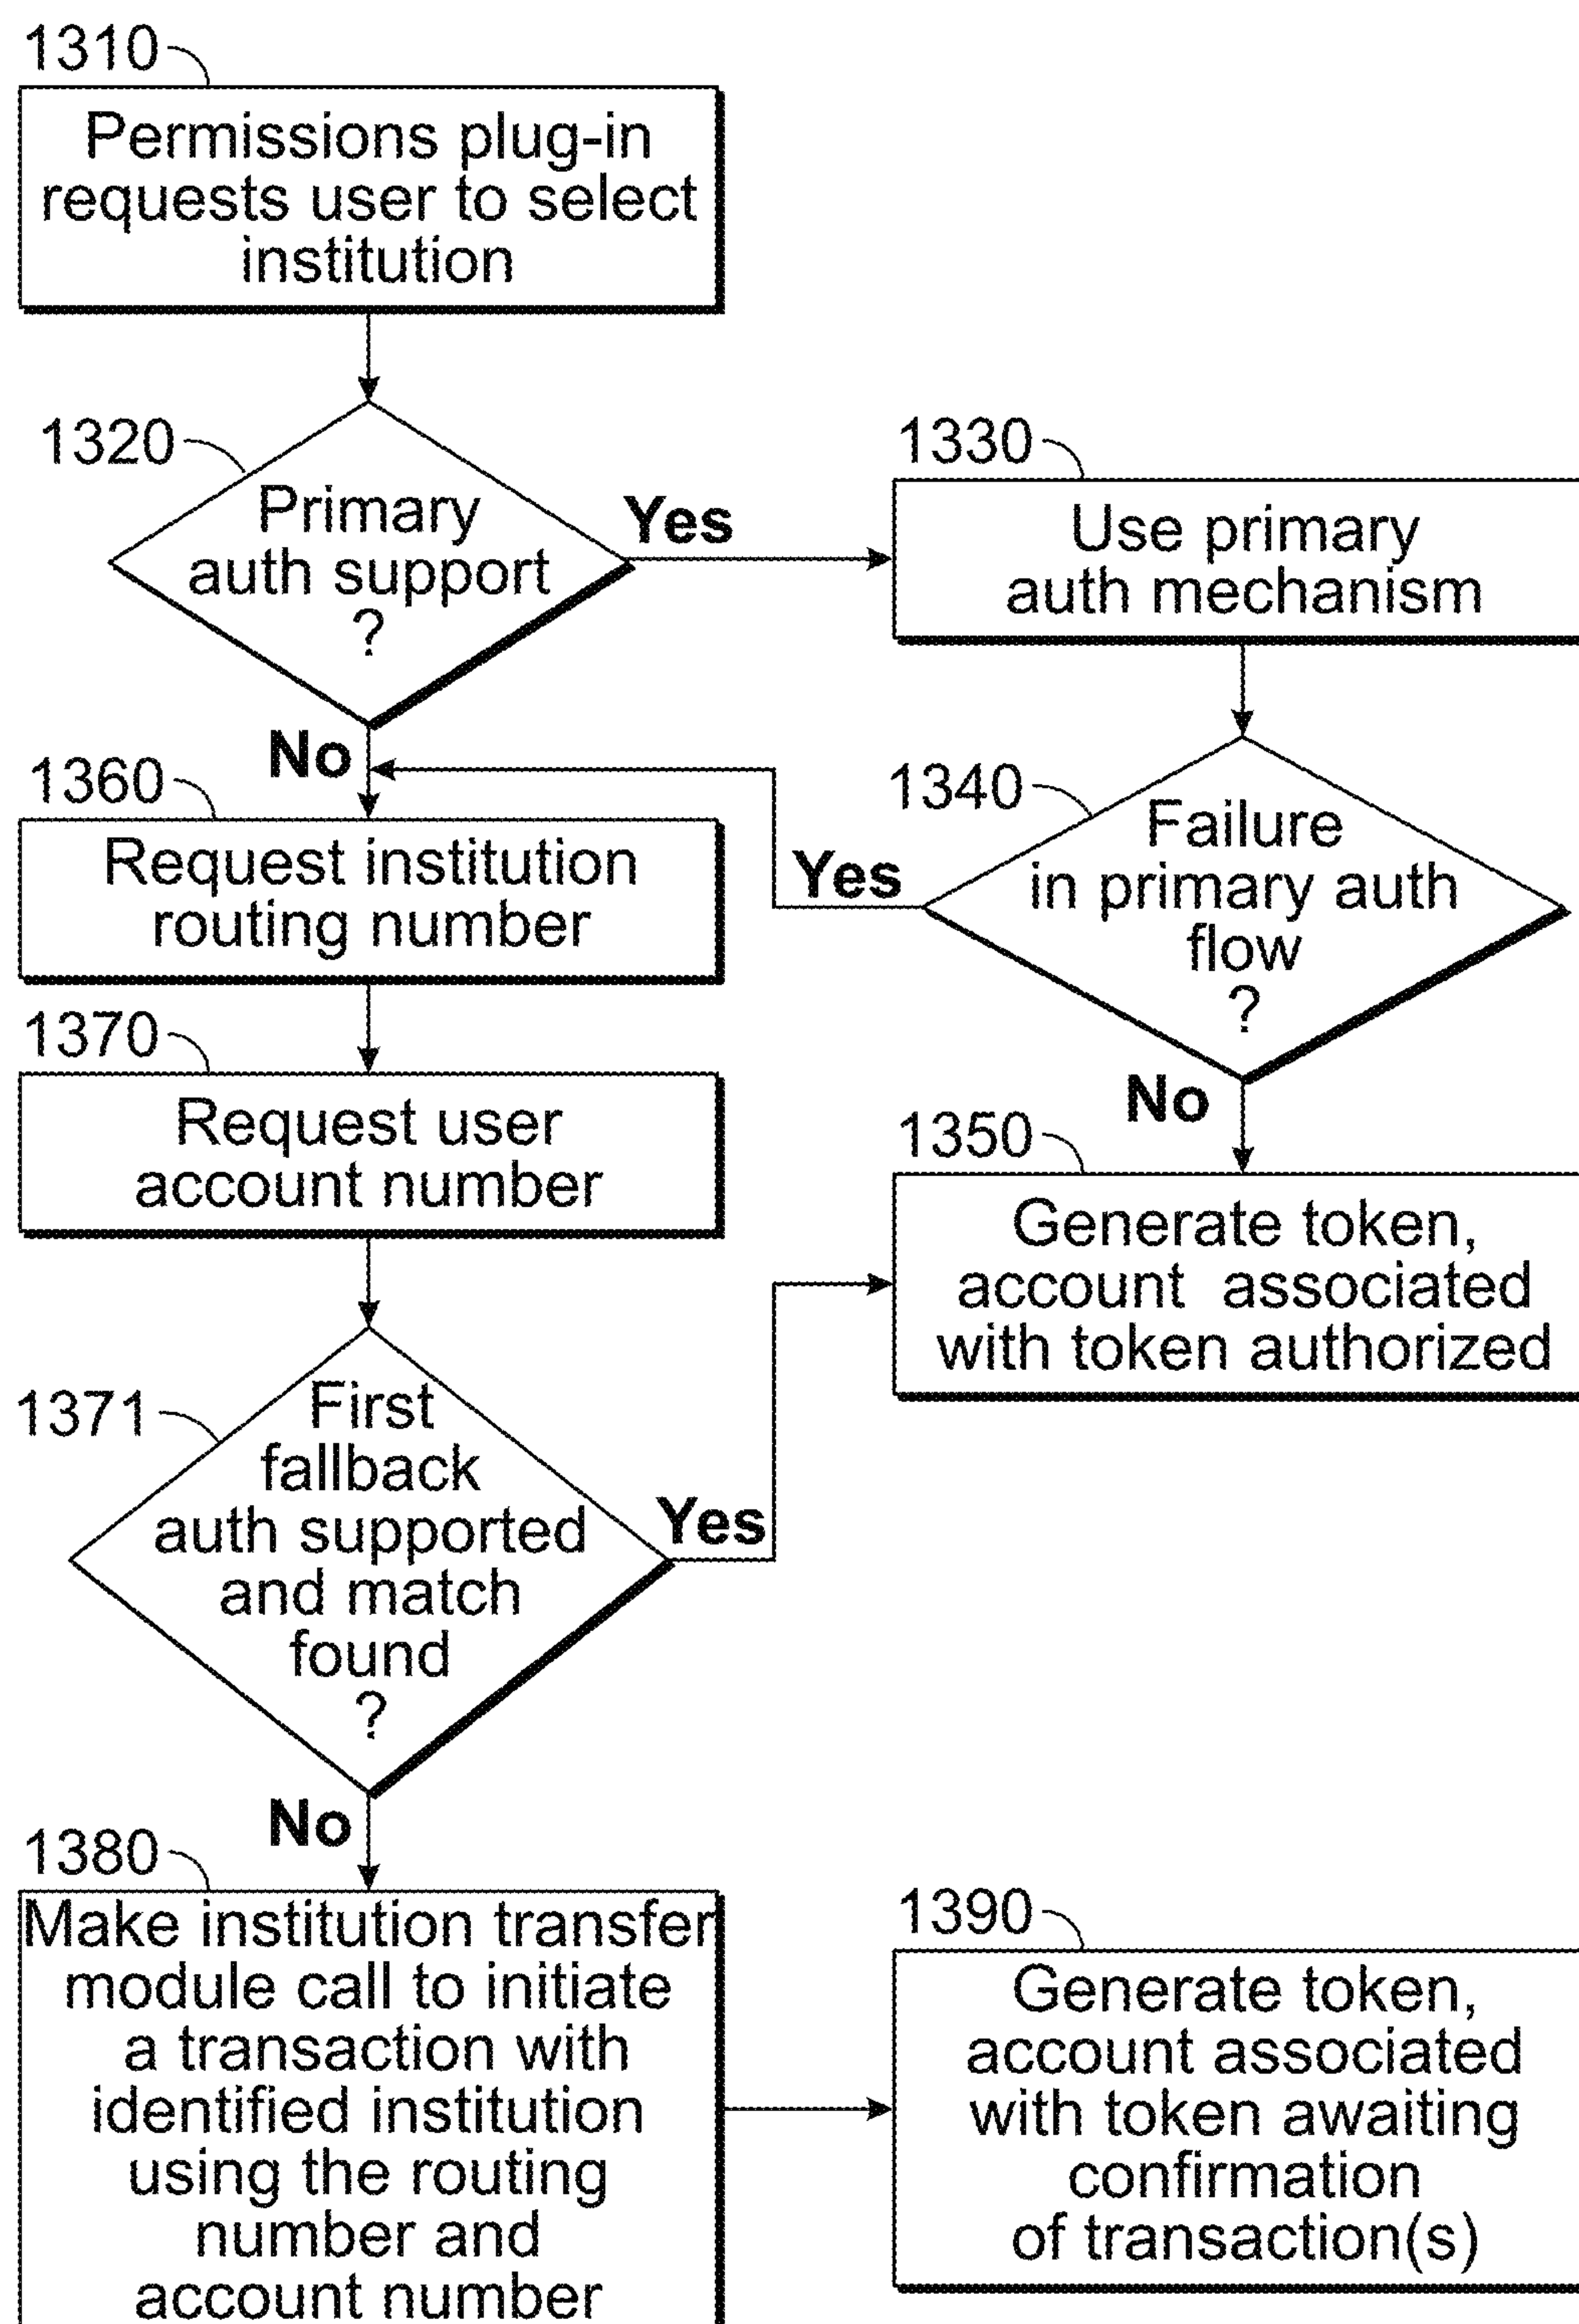 1310
Permissions plug-in
requests user to select
institution
1320
Primary
auth support
?
Yes
No
1330
Use primary
auth mechanism
1340
Failure
in primary auth
flow
?
Yes
No
1350
Generate token,
account associated
with token authorized
1360
Request institution
routing number
1370
Request user
account number
1371
First
fallback
auth supported
and match
found
?
Yes
No
1380
Make institution transfer
module call to initiate
a transaction with
identified institution
using the routing
number and
account number
1390
Generate token,
account associated
with token awaiting
confirmation
of transaction(s)